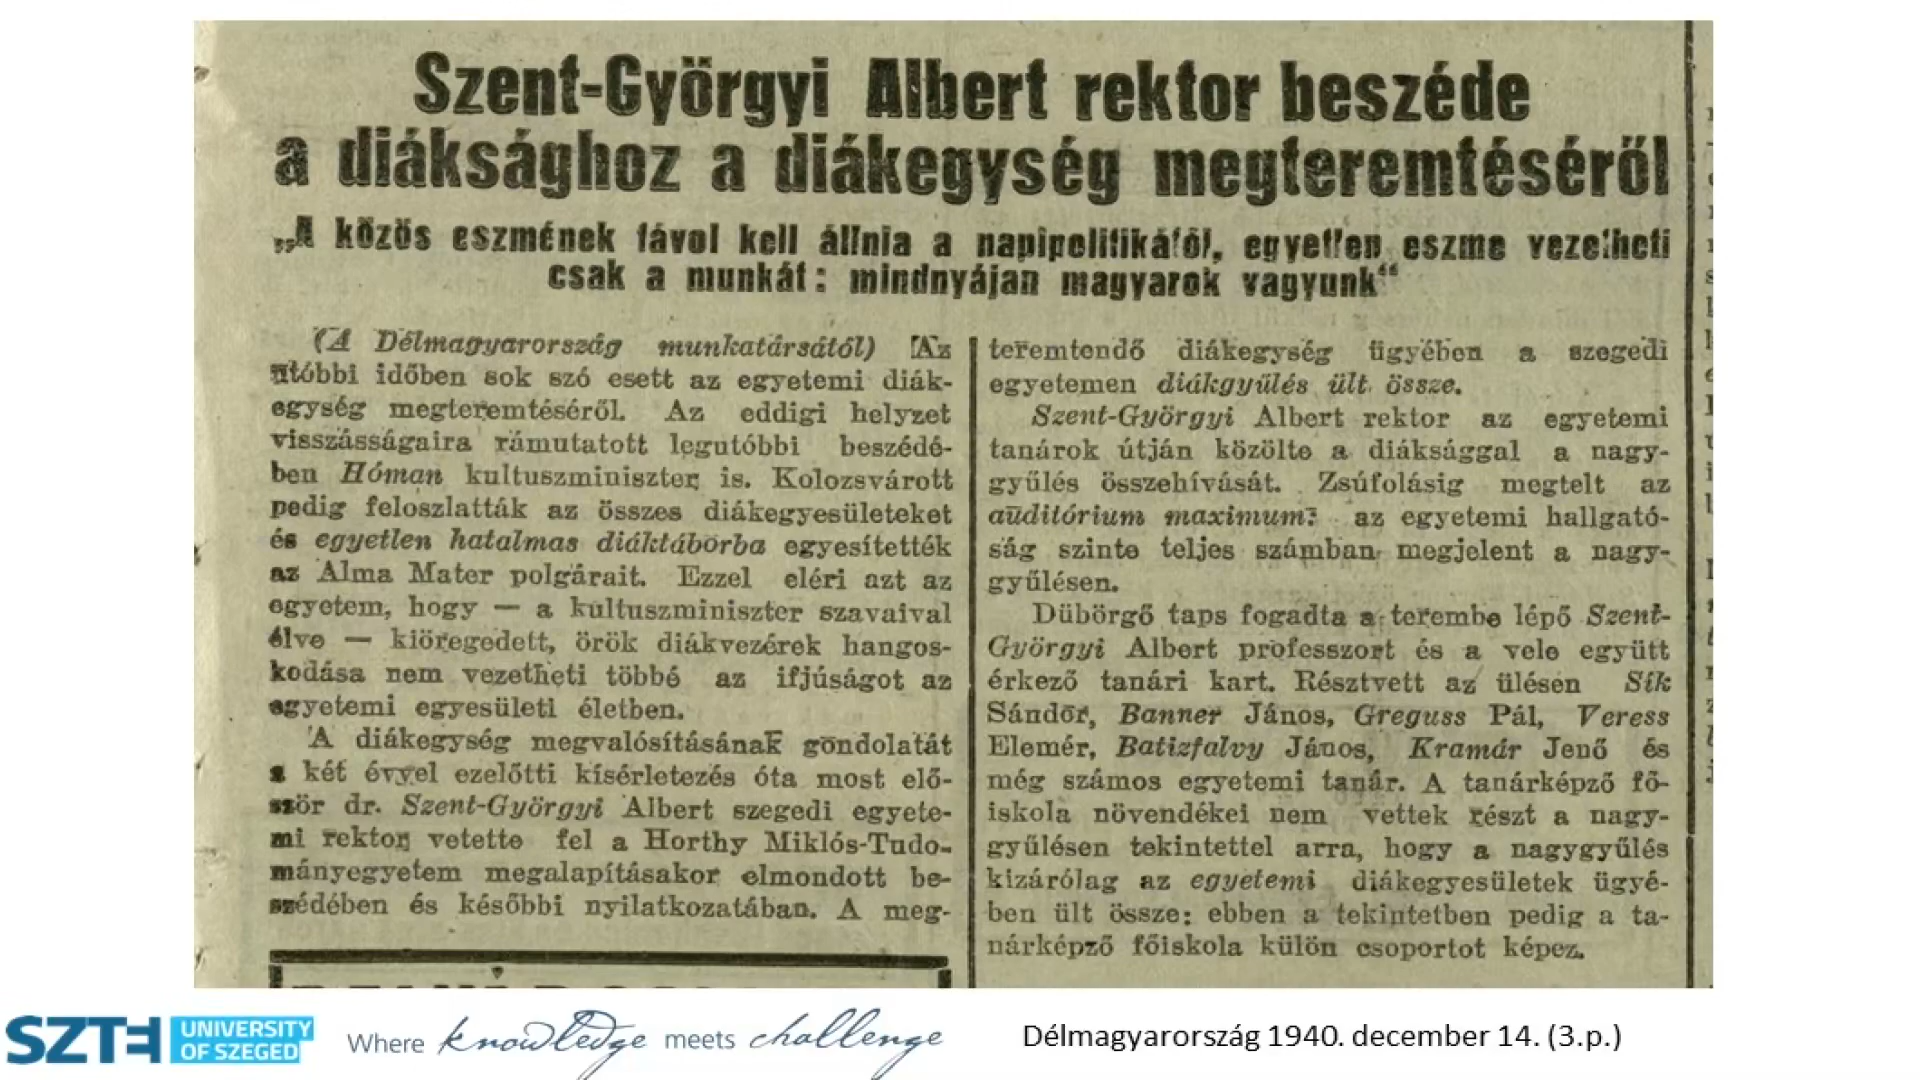 Szent-Györgyi Albert rektor beszéde
a diáksághoz a diákegység megteremtéséről
„A közös eszmének távol kell állnia a napipolitikától, egyetlen eszme vezetheti
csak a munkát: mindnyájan magyarok vagyunk“
(A Délmagyarország munkatársától) Az
utóbbi időben sok szó esett az egyetemi diák-
egység megteremtéséről. Az eddigi helyzet
visszásságaira rámutatott legutóbbi beszédé-
ben Hóman kultuszminiszter is. Kolozsvárott
pedig feloszlatták az összes diákegyesületeket
és egyetlen hatalmas diáktáborba egyesítették
az Alma Mater polgárait. Ezzel eléri azt az
egyetem, hogy — a kultuszminiszter szavaival
élve — kiöregedett, örök diákvezérek hangos-
kodása nem vezetheti többé az ifjúságot az
egyetemi egyesületi életben.
A diákegység megvalósításának gondolatát
a két évvel ezelőtti kísérletezés óta most elő-
ször dr. Szent-Györgyi Albert szegedi egyete-
mi rektor vetette fel a Horthy Miklós-Tudo-
mányegyetem megalapításakor elmondott be-
szédében és későbbi nyilatkozatában. A meg-
teremtendő diákegység ügyében a szegedi
egyetemen diákgyűlés ült össze.
Szent-Györgyi Albert rektor az egyetemi
tanárok útján közölte a diáksággal a nagy-
gyűlés összehívását. Zsúfolásig megtelt az
auditórium maximum: az egyetemi hallgató-
ság szinte teljes számban megjelent a nagy-
gyűlésen.
Dübörgő taps fogadta a terembe lépő Szent-
Györgyi Albert professzort és a vele együtt
érkező tanári kart. Résztvett az ülésen Sík
Sándor, Banner János, Greguss Pál, Veress
Elemér, Batizfalvy János, Kramár Jenő és
még számos egyetemi tanár. A tanárképző fő-
iskola növendékei nem vettek részt a nagy-
gyűlésen tekintettel arra, hogy a nagygyűlés
kizárólag az egyetemi diákegyesületek ügyé-
ben ült össze; ebben a tekintetben pedig a ta-
nárképző főiskola külön csoportot képez.
SZTE UNIVERSITY
OF SZEGED
Where knowledge meets challenge
Délmagyarország 1940. december 14. (3.p.)